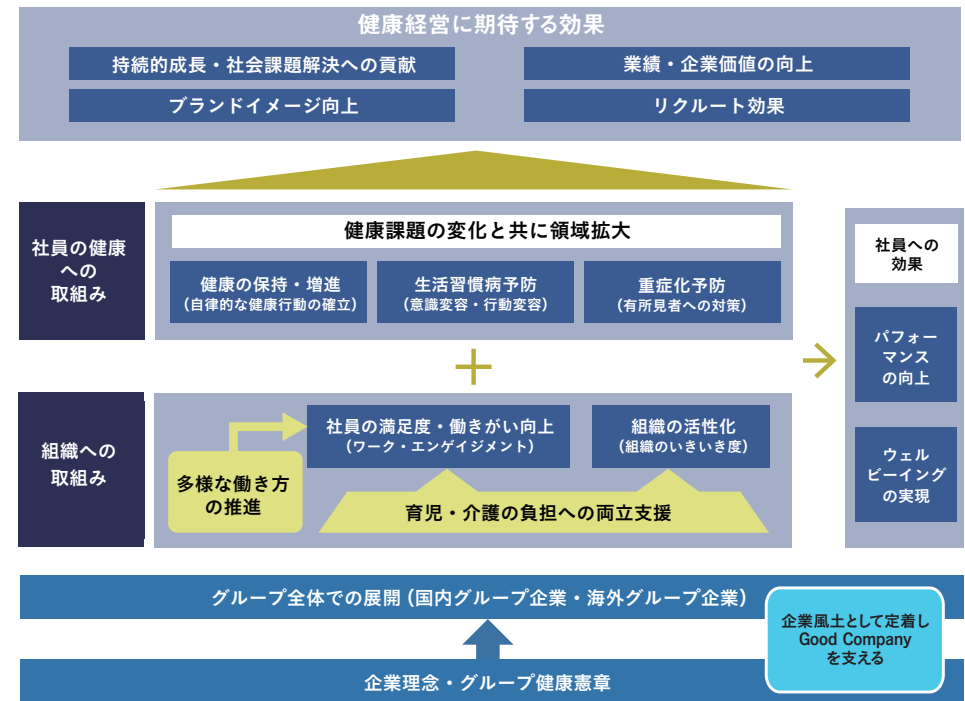 健康経営に期待する効果
持続的成長・社会課題解決への貢献
業績・企業価値の向上
ブランドイメージ向上
リクルート効果
社員の健康
への
取組み
健康課題の変化と共に領域拡大
健康の保持・増進
(自律的な健康行動の確立)
生活習慣病予防
(意識変容・行動変容)
重症化予防
(有所見者への対策)
組織への
取組み
社員の満足度・働きがい向上
(ワーク・エンゲイジメント)
組織の活性化
(組織のいきいき度)
多様な働き方
の推進
育児・介護の負担への両立支援
社員への
効果
パフォー
マンス
の向上
ウェル
ビーイング
の実現
グループ全体での展開(国内グループ企業・海外グループ企業)
企業風土として定着し
Good Company
を支える
企業理念・グループ健康憲章